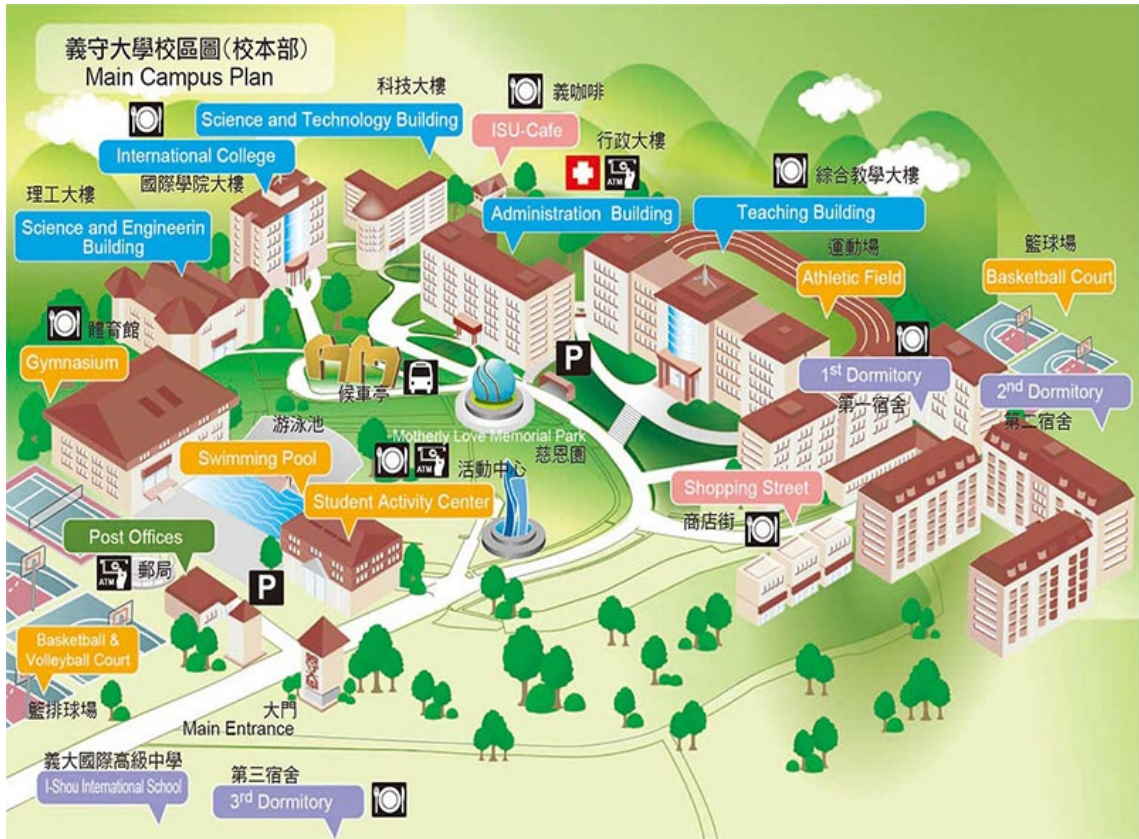 義守大學校區圖(校本部)
Main Campus Plan
科技大樓
Science and Technology Building
義咖啡
ISU-Cafe
行政大樓
ATM
Administration Building
International College
國際學院大樓
綜合教學大樓
Teaching Building
理工大樓
Science and Engineerin
Building
運動場
Athletic Field
籃球場
Basketball Court
體育館
Gymnasium
候車亭
P
1st Dormitory
第一宿舍
2nd Dormitory
第二宿舍
Motherly Love Memorial Park
慈恩園
游泳池
Swimming Pool
ATM
活動中心
Student Activity Center
Shopping Street
商店街
Post Offices
ATM
郵局
P
Basketball &
Volleyball Court
籃排球場
大門
Main Entrance
義大國際高級中學
I-Shou International School
第三宿舍
3rd Dormitory